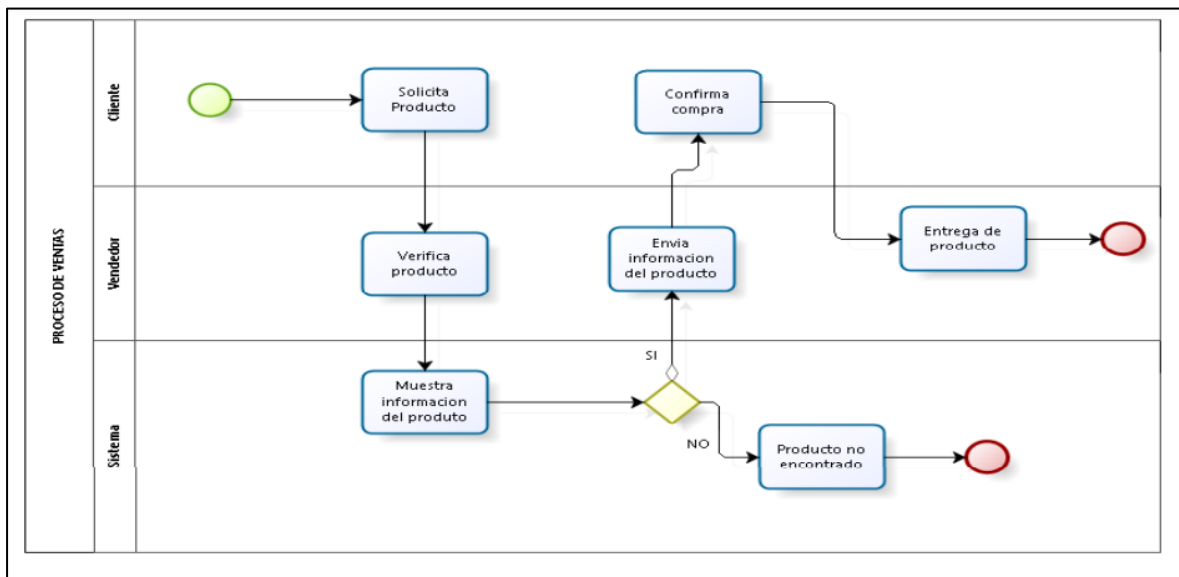 PROCESO DE VENTAS
Cliente
Solicita
Producto
Confirma
compra
Vendedor
Verifica
producto
Envia
informacion
del producto
Entrega de
producto
Sistema
Muestra
informacion
del produto
SI
NO
Producto no
encontrado